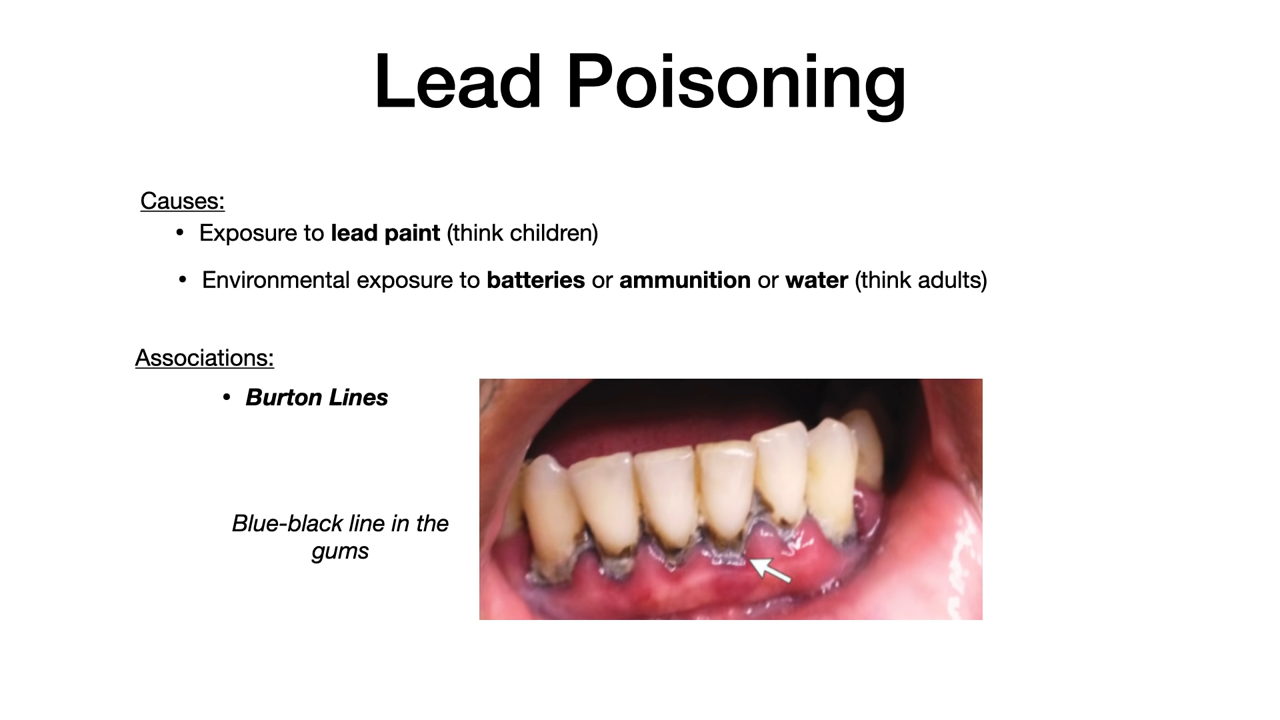 Lead Poisoning
Causes:
• Exposure to lead paint (think children)
• Environmental exposure to batteries or ammunition or water (think adults)
Associations:
• Burton Lines
Blue-black line in the
gums